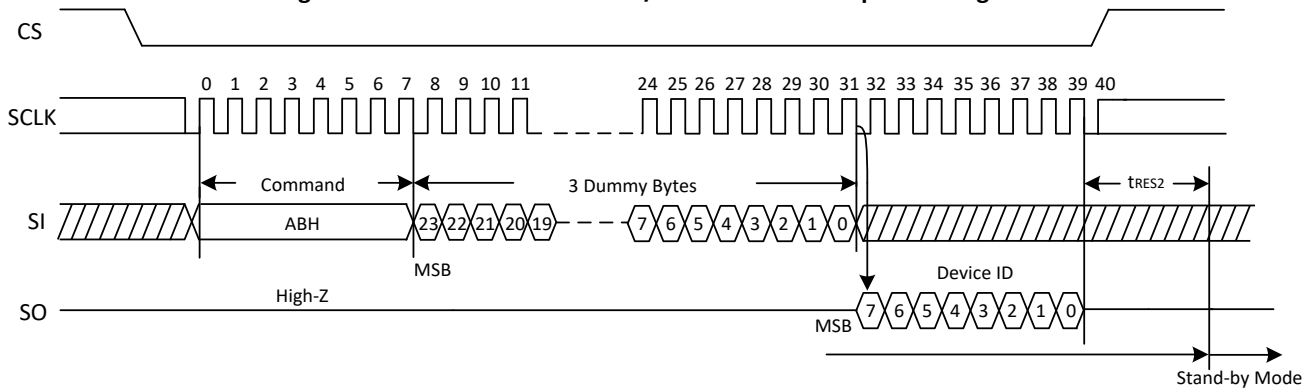 CS
0 1 2 3 4 5 6 7 8 9 10 11 24 25 26 27 28 29 30 31 32 33 34 35 36 37 38 39 40
SCLK
Command 3 Dummy Bytes tRES2
SI ABH 23 22 21 20 19 7 6 5 4 3 2 1 0
MSB Device ID
High-Z
SO 7 6 5 4 3 2 1 0
MSB
Stand-by Mode